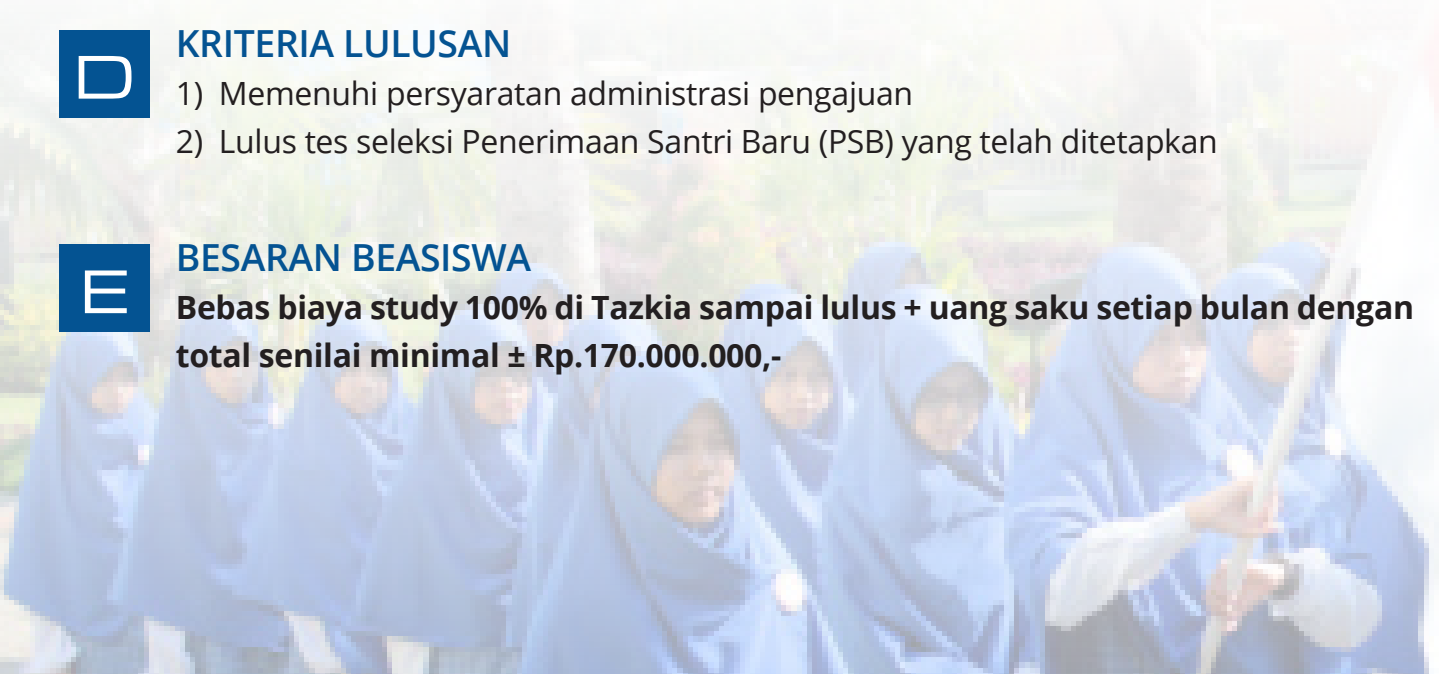 D
KRITERIA LULUSAN
1) Memenuhi persyaratan administrasi pengajuan
2) Lulus tes seleksi Penerimaan Santri Baru (PSB) yang telah ditetapkan
E
BESARAN BEASISWA
Bebas biaya study 100% di Tazkia sampai lulus + uang saku setiap bulan dengan
total senilai minimal ± Rp.170.000.000,-